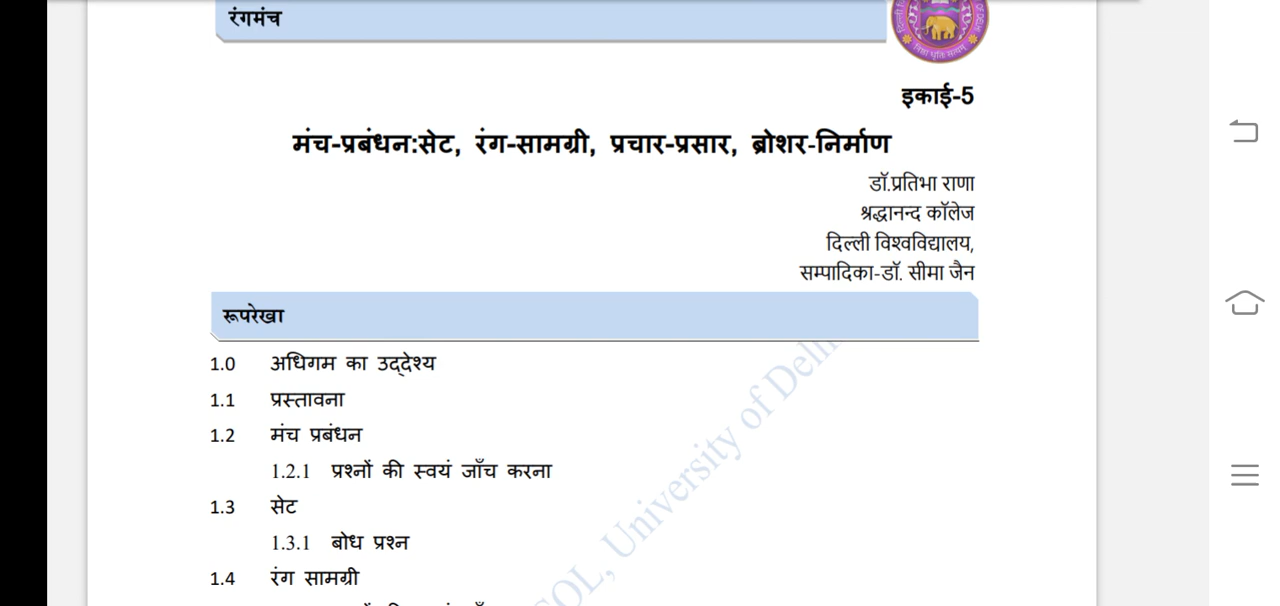 रंगमंच
विद्या धृतिः सत्यम्
इकाई-5
मंच-प्रबंधन:सेट, रंग-सामग्री, प्रचार-प्रसार, ब्रोशर-निर्माण
डॉ.प्रतिभा राणा
श्रद्धानन्द कॉलेज
दिल्ली विश्वविद्यालय,
सम्पादिका-डॉ. सीमा जैन
रूपरेखा
1.0 अधिगम का उद्देश्य
1.1 प्रस्तावना
1.2 मंच प्रबंधन
1.2.1 प्रश्नों की स्वयं जाँच करना
1.3 सेट
1.3.1 बोध प्रश्न
1.4 रंग सामग्री
SOL, University of Delhi